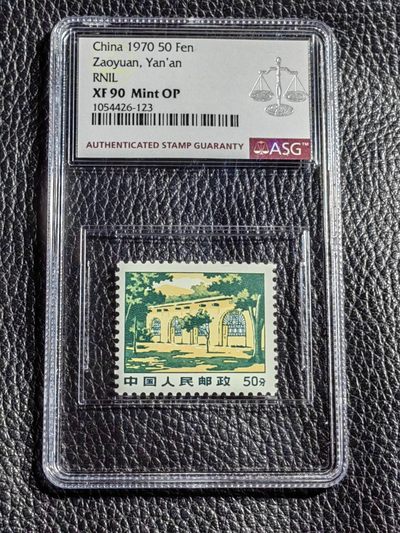 China 1970 50 Fen
Zaoyuan, Yan'an
RNIL
XF 90 Mint OP
1054426-123
AUTHENTICATED STAMP GUARANTY
ASG™
中国人民邮政 50分